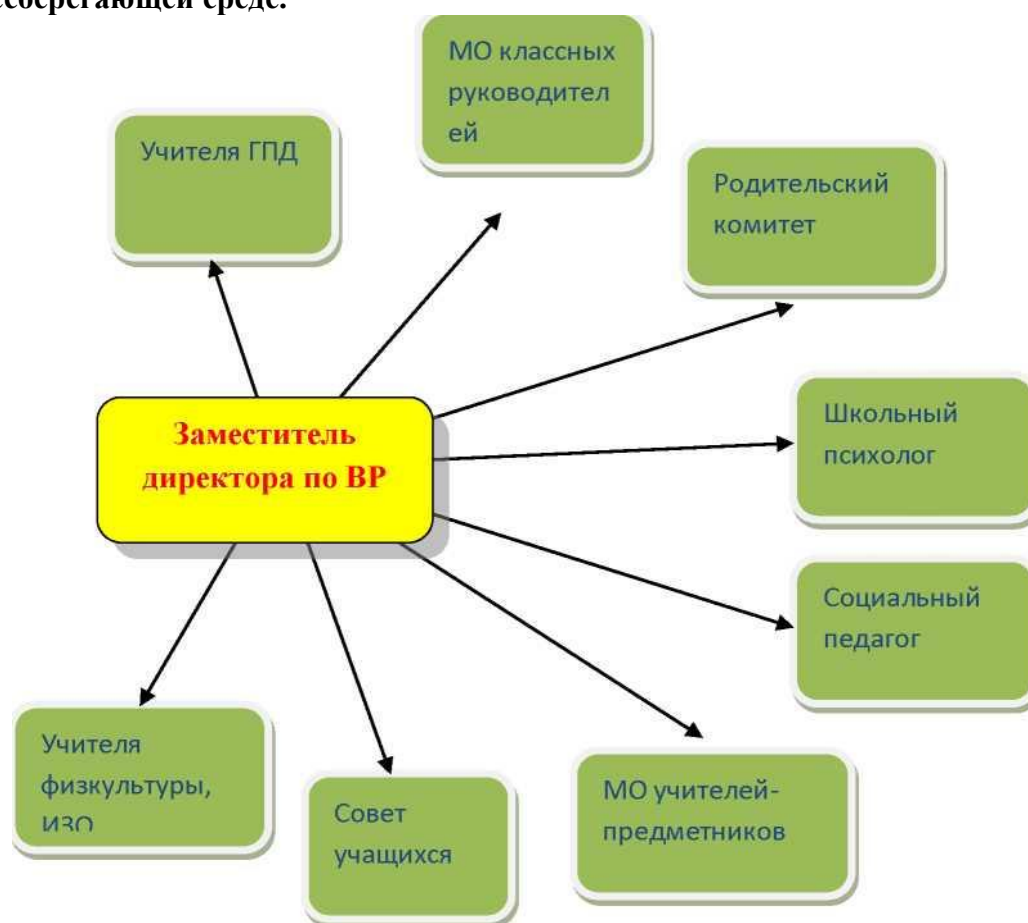 МО классных
руководител
ей
Учителя ГПД
Родительский
комитет
Заместитель
директора по ВР
Школьный
психолог
Социальный
педагог
Учителя
физкультуры,
ИЗО
Совет
учащихся
МО учителей-
предметников